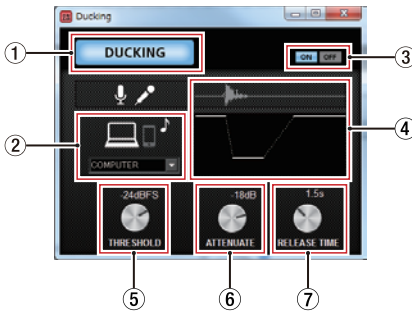 Ducking
① DUCKING ON OFF ③
②
④
COMPUTER
-24dBFS -18dB 1.5s
THRESHOLD ATTENUATE RELEASE TIME
⑤ ⑥ ⑦